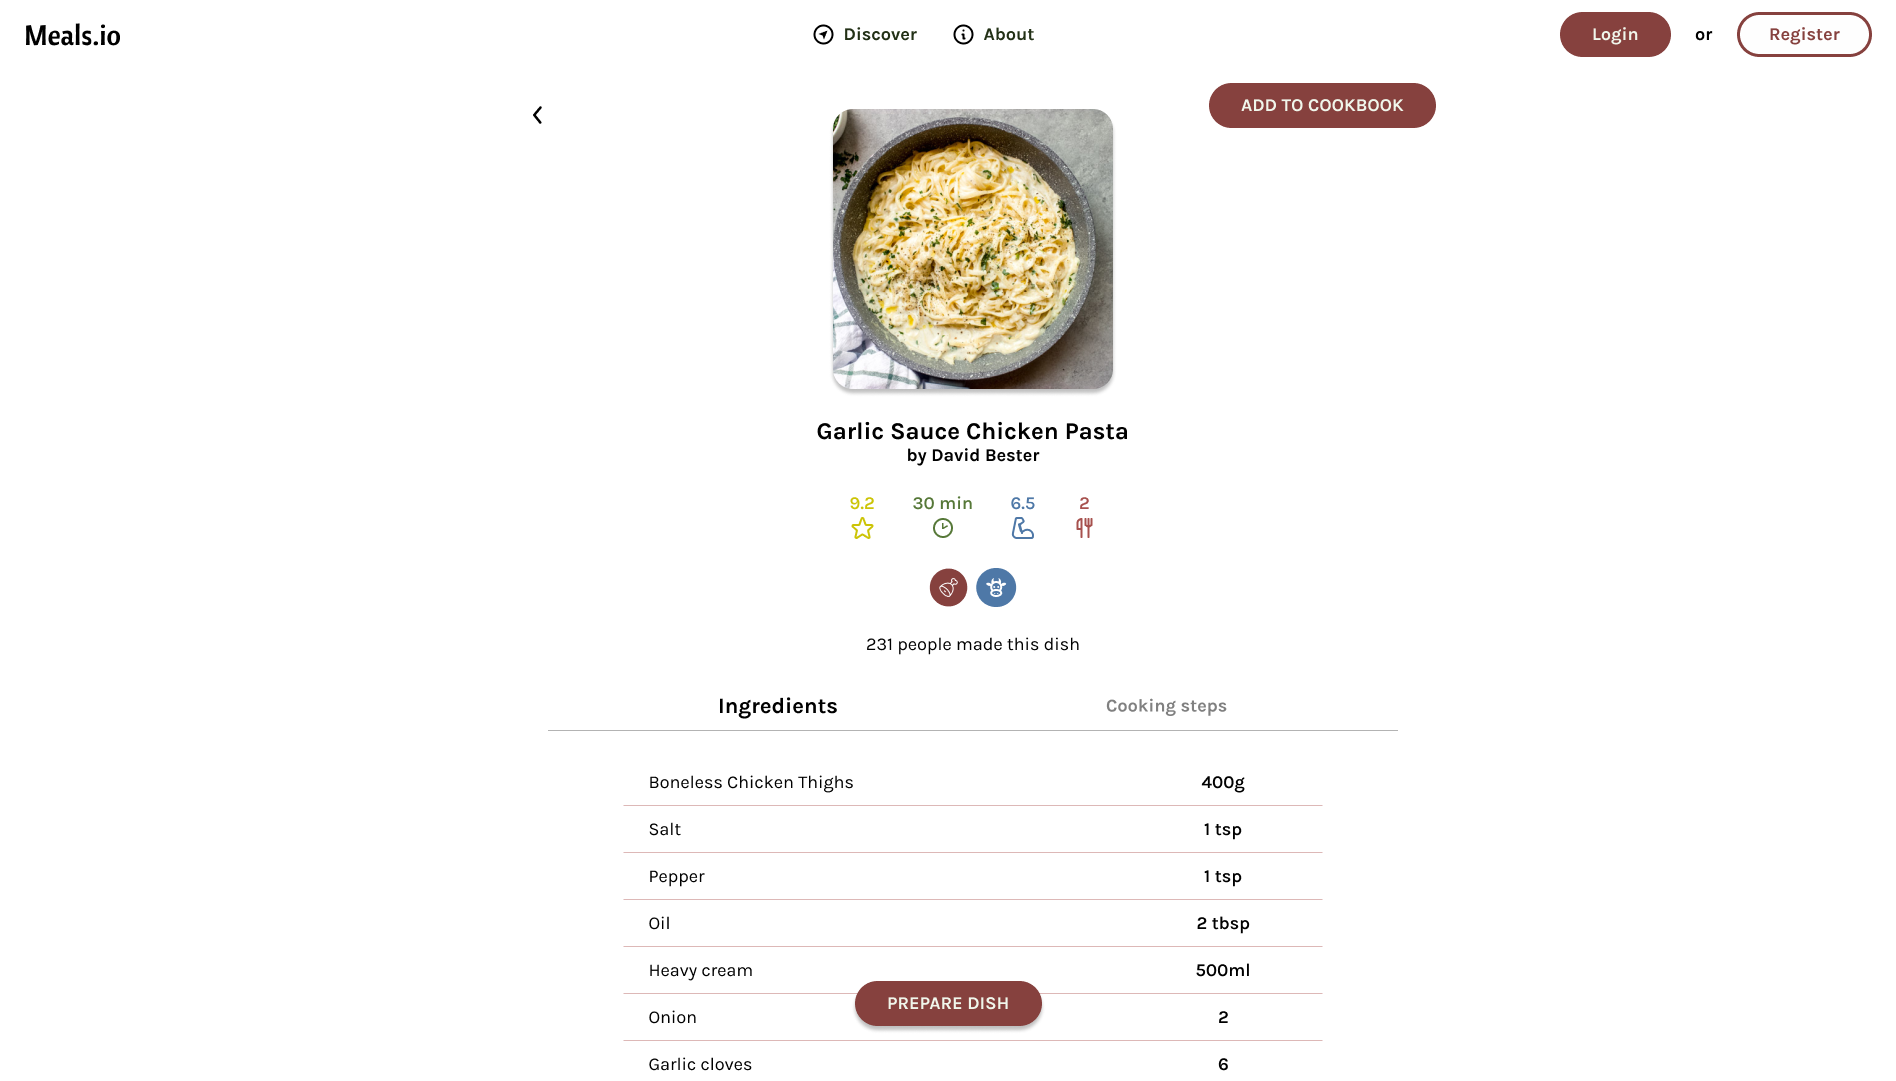 Meals.io
Discover
About
Login
or
Register
ADD TO COOKBOOK
Garlic Sauce Chicken Pasta
by David Bester
9.2
30 min
6.5
2
231 people made this dish
Ingredients
Cooking steps
Boneless Chicken Thighs 400g
Salt 1 tsp
Pepper 1 tsp
Oil 2 tbsp
Heavy cream 500ml
PREPARE DISH
Onion 2
Garlic cloves 6